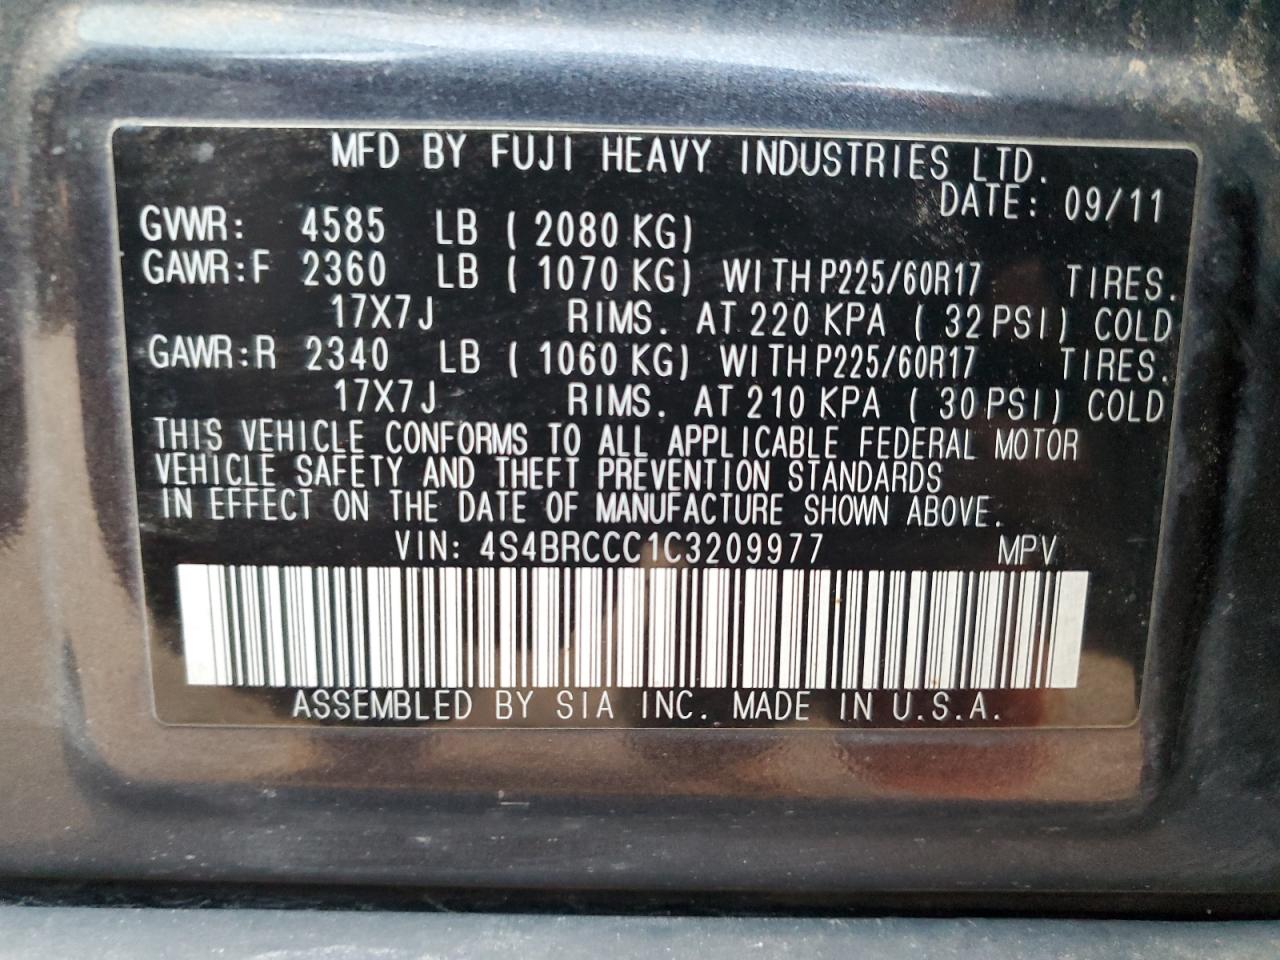 MFD BY FUJI HEAVY INDUSTRIES LTD.
DATE: 09/11
GVWR: 4585 LB (2080 KG)
GAWR:F 2360 LB (1070 KG) WITH P225/60R17 TIRES.
17X7J RIMS. AT 220 KPA (32 PSI) COLD
GAWR:R 2340 LB (1060 KG) WITH P225/60R17 TIRES.
17X7J RIMS. AT 210 KPA (30 PSI) COLD
THIS VEHICLE CONFORMS TO ALL APPLICABLE FEDERAL MOTOR
VEHICLE SAFETY AND THEFT PREVENTION STANDARDS
IN EFFECT ON THE DATE OF MANUFACTURE SHOWN ABOVE.
VIN: 4S4BRCCC1C3209977 MPV
ASSEMBLED BY SIA INC. MADE IN U.S.A.